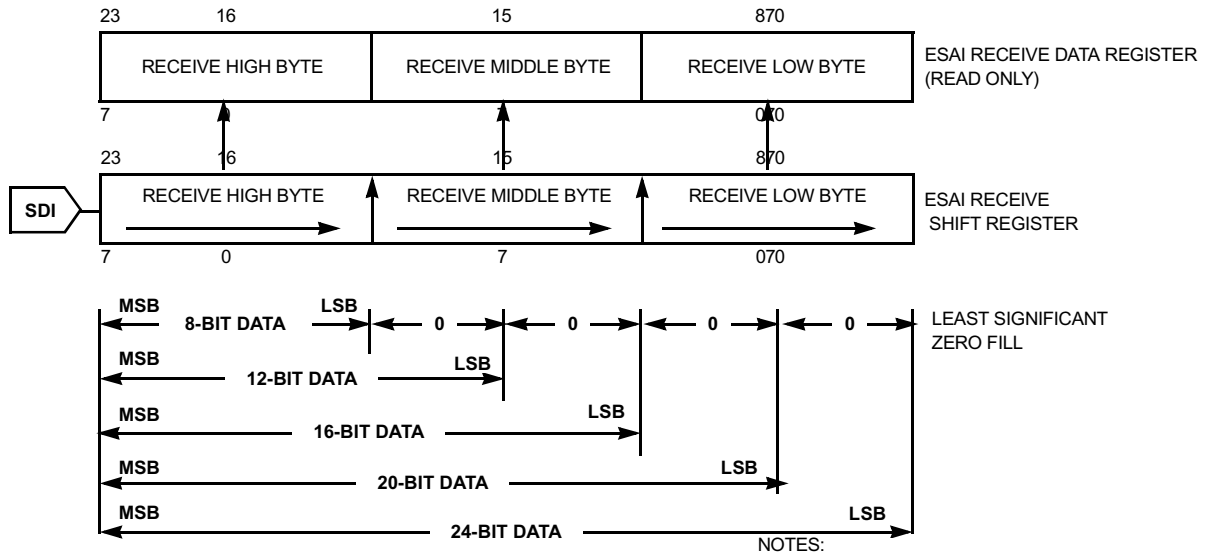 23 16 15 870
RECEIVE HIGH BYTE RECEIVE MIDDLE BYTE RECEIVE LOW BYTE
ESAI RECEIVE DATA REGISTER
(READ ONLY)
7 0 7 070
23 16 15 870
SDI
RECEIVE HIGH BYTE RECEIVE MIDDLE BYTE RECEIVE LOW BYTE
ESAI RECEIVE
SHIFT REGISTER
7 0 7 070
MSB LSB
8-BIT DATA 0 0 0 0
LEAST SIGNIFICANT
ZERO FILL
MSB LSB
12-BIT DATA
MSB LSB
16-BIT DATA
MSB LSB
20-BIT DATA
MSB LSB
24-BIT DATA
NOTES: